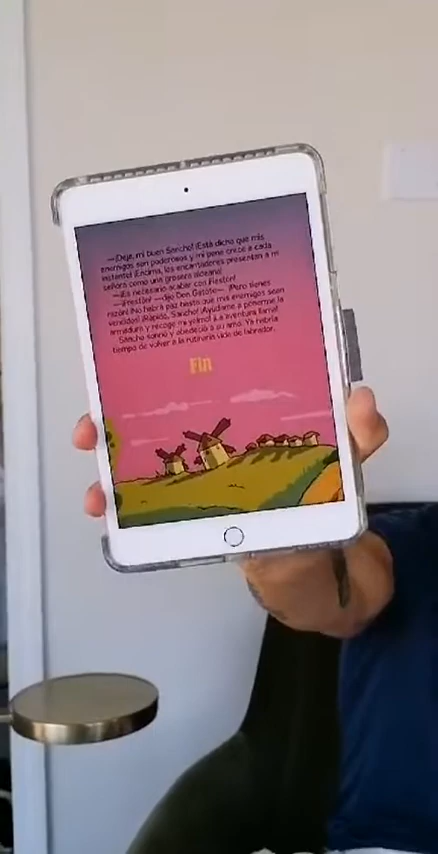 —¡Deja, mi buen Sancho! ¡Está dicho que mis
enemigos son poderosos y mi pena crece a cada
instante! ¡Encima, los encantadores presentan a mi
señora como una grosera aldeana!
—¡Es necesario acabar con Frestón!
—¿Frestón? —dijo Don Gatote—. ¡Pero tienes
razón! ¡No habrá paz hasta que mis enemigos sean
vencidos! ¡Rápido, Sancho! ¡Ayúdame a ponerme la
armadura y recoge mi yelmo! ¡La aventura llama!
Sancho sonrió y obedeció a su amo. Ya habría
tiempo de volver a la rutinaria vida de labrador.
Fin